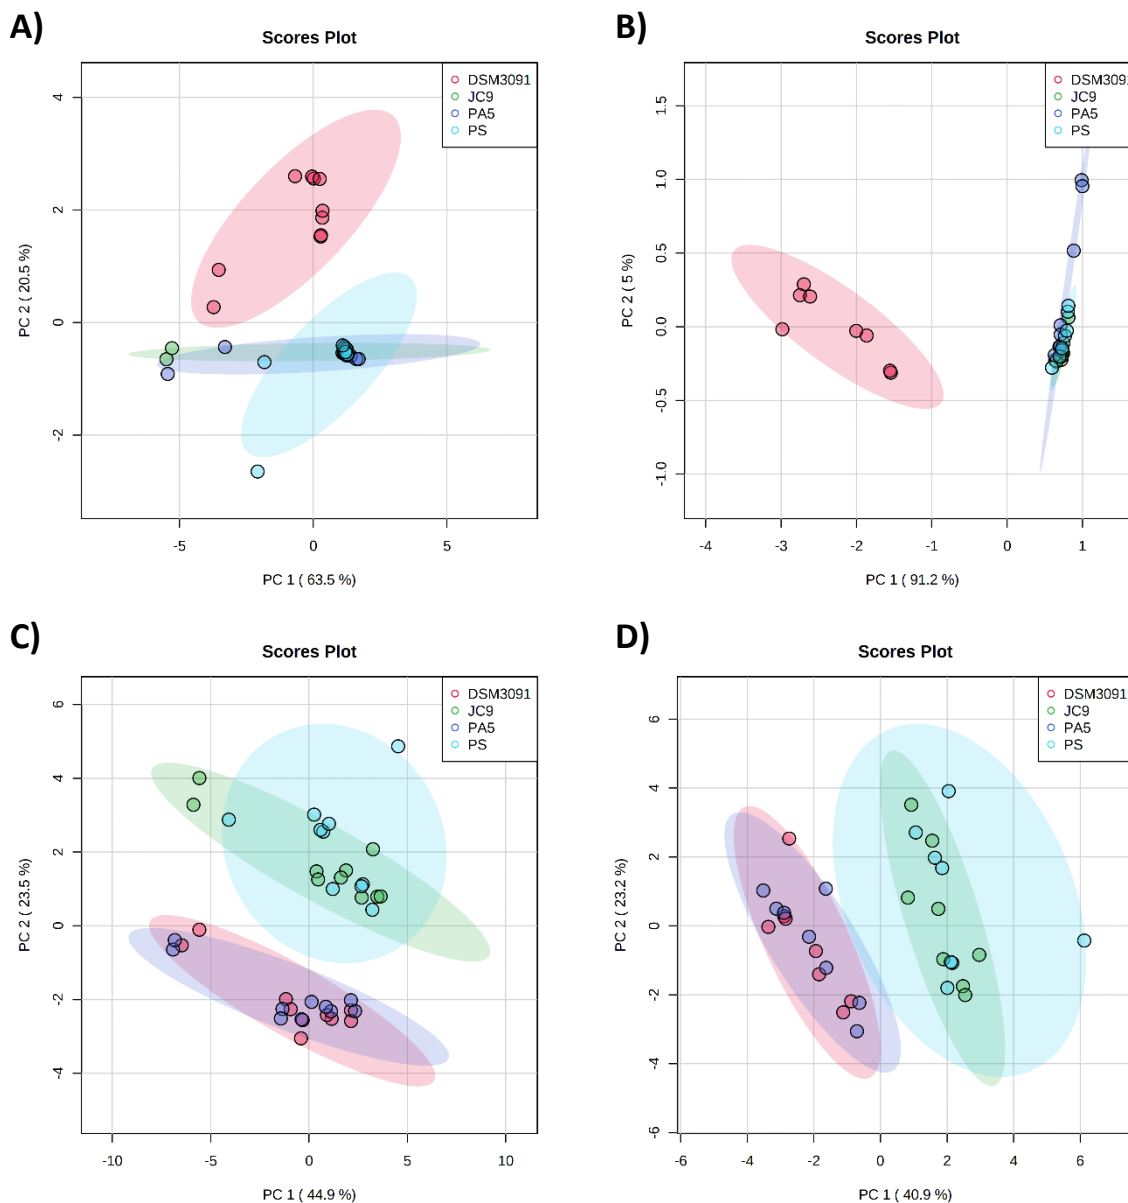 A)
Scores Plot
DSM3091
JC9
PA5
PS
4
2
0
-2
PC 2 ( 20.5 %)
-5
0
5
PC 1 ( 63.5 %)
B)
Scores Plot
DSM3091
JC9
PA5
PS
1.5
1.0
0.5
0.0
-0.5
-1.0
PC 2 ( 5 %)
-4
-3
-2
-1
0
1
PC 1 ( 91.2 %)
C)
Scores Plot
DSM3091
JC9
PA5
PS
6
4
2
0
-2
-4
PC 2 ( 23.5 %)
-10
-5
0
5
10
PC 1 ( 44.9 %)
D)
Scores Plot
DSM3091
JC9
PA5
PS
6
4
2
0
-2
-4
-6
PC 2 ( 23.2 %)
-6
-4
-2
0
2
4
6
PC 1 ( 40.9 %)